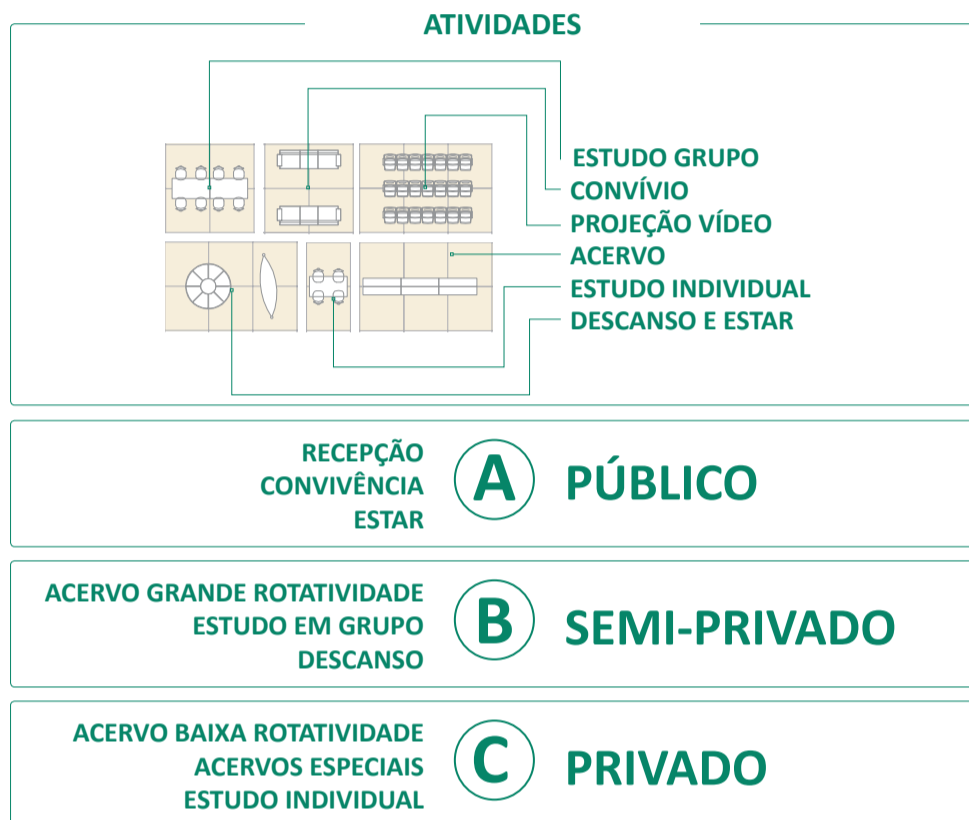 ATIVIDADES
ESTUDO GRUPO
CONVÍVIO
PROJEÇÃO VÍDEO
ACERVO
ESTUDO INDIVIDUAL
DESCANSO E ESTAR
RECEPÇÃO
CONVIVÊNCIA
ESTAR
A
PÚBLICO
ACERVO GRANDE ROTATIVIDADE
ESTUDO EM GRUPO
DESCANSO
B
SEMI-PRIVADO
ACERVO BAIXA ROTATIVIDADE
ACERVOS ESPECIAIS
ESTUDO INDIVIDUAL
C
PRIVADO